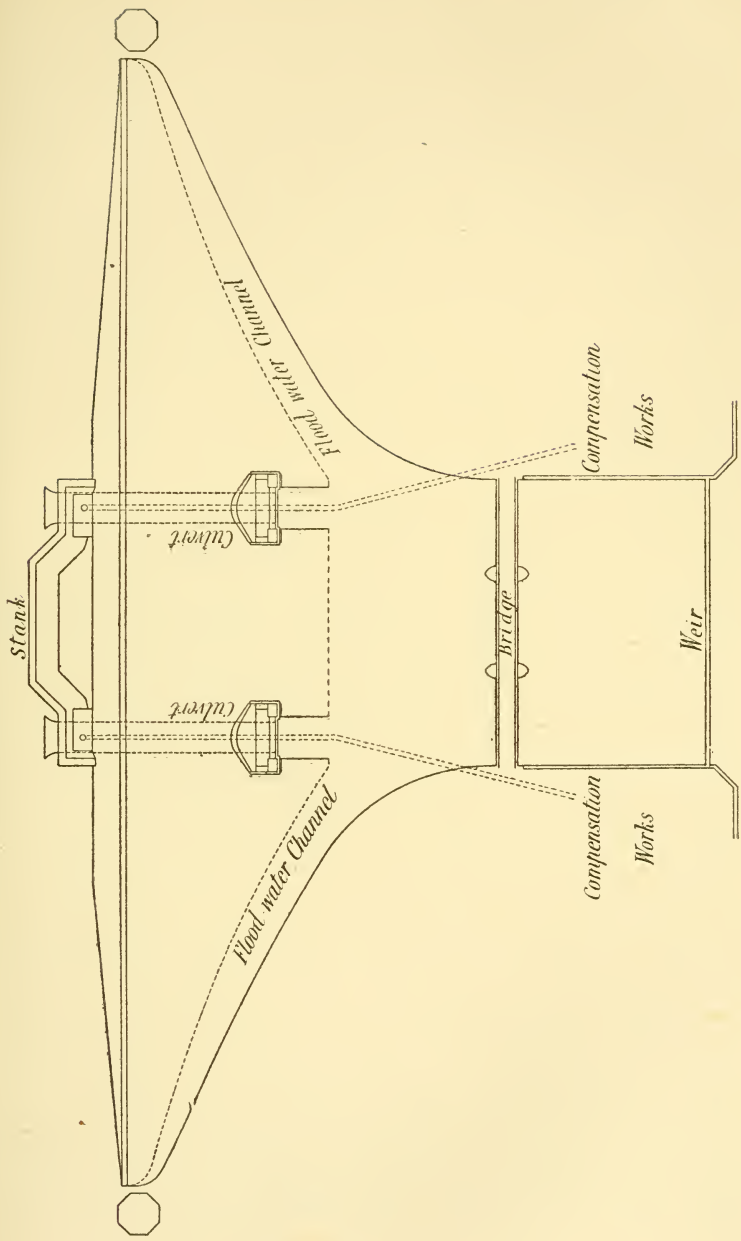 Stank
Flood water Channel
Culvert
Culvert
Flood water Channel
Bridge
Compensation
Works
Compensation
Works
Weir